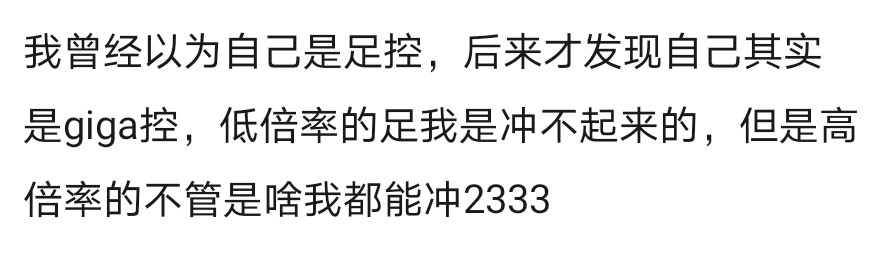 我曾经以为自己是足控，后来才发现自己其实
是giga控，低倍率的足我是冲不起来的，但是高
倍率的不管是啥我都能冲2333